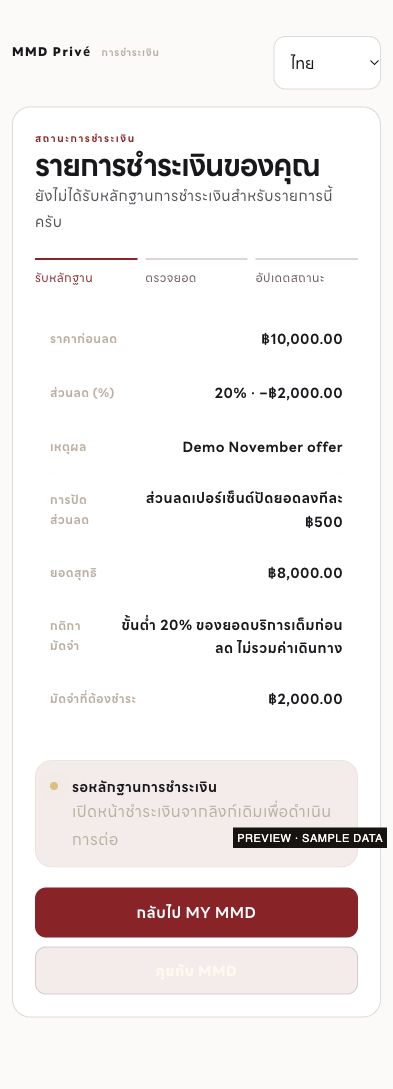 MMD Privé การชำระเงิน
ไทย
สถานะการชำระเงิน
รายการชำระเงินของคุณ
ยังไม่ได้รับหลักฐานการชำระเงินสำหรับรายการนี้
ครับ
รับหลักฐาน ตรวจยอด อัปเดตสถานะ
ราคาก่อนลด ฿10,000.00
ส่วนลด (%) 20% · −฿2,000.00
เหตุผล Demo November offer
การปัดส่วนลด ส่วนลดเปอร์เซ็นต์ปัดยอดลงทีละ
฿500
ยอดสุทธิ ฿8,000.00
กติกามัดจำ ขั้นต่ำ 20% ของยอดบริการเต็มก่อน
ลด ไม่รวมค่าเดินทาง
มัดจำที่ต้องชำระ ฿2,000.00
รอหลักฐานการชำระเงิน
เปิดหน้าชำระเงินจากลิงก์เดิมเพื่อดำเนิน
การต่อ
PREVIEW · SAMPLE DATA
กลับไป MY MMD
คุยกับ MMD